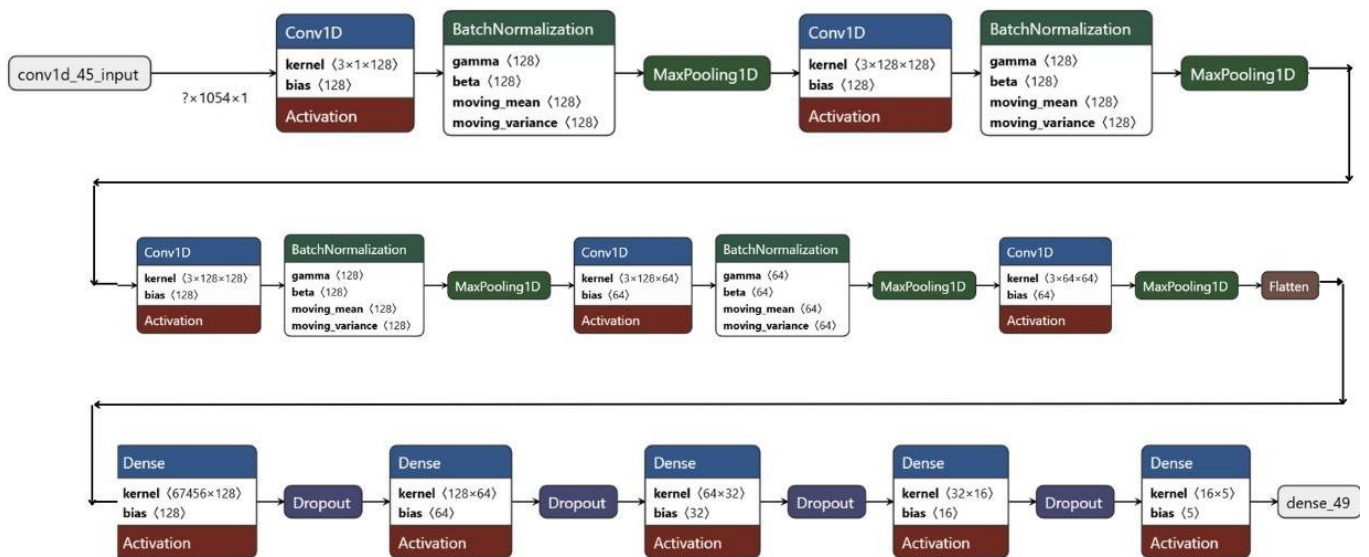 conv1d_45_input
?×1054×1
Conv1D
kernel ⟨3×1×128⟩
bias ⟨128⟩
Activation
BatchNormalization
gamma ⟨128⟩
beta ⟨128⟩
moving_mean ⟨128⟩
moving_variance ⟨128⟩
MaxPooling1D
Conv1D
kernel ⟨3×128×128⟩
bias ⟨128⟩
Activation
BatchNormalization
gamma ⟨128⟩
beta ⟨128⟩
moving_mean ⟨128⟩
moving_variance ⟨128⟩
MaxPooling1D
Conv1D
kernel ⟨3×128×128⟩
bias ⟨128⟩
Activation
BatchNormalization
gamma ⟨128⟩
beta ⟨128⟩
moving_mean ⟨128⟩
moving_variance ⟨128⟩
MaxPooling1D
Conv1D
kernel ⟨3×128×64⟩
bias ⟨64⟩
Activation
BatchNormalization
gamma ⟨64⟩
beta ⟨64⟩
moving_mean ⟨64⟩
moving_variance ⟨64⟩
MaxPooling1D
Conv1D
kernel ⟨3×64×64⟩
bias ⟨64⟩
Activation
MaxPooling1D
Flatten
Dense
kernel ⟨67456×128⟩
bias ⟨128⟩
Activation
Dropout
Dense
kernel ⟨128×64⟩
bias ⟨64⟩
Activation
Dropout
Dense
kernel ⟨64×32⟩
bias ⟨32⟩
Activation
Dropout
Dense
kernel ⟨32×16⟩
bias ⟨16⟩
Activation
Dropout
Dense
kernel ⟨16×5⟩
bias ⟨5⟩
Activation
dense_49